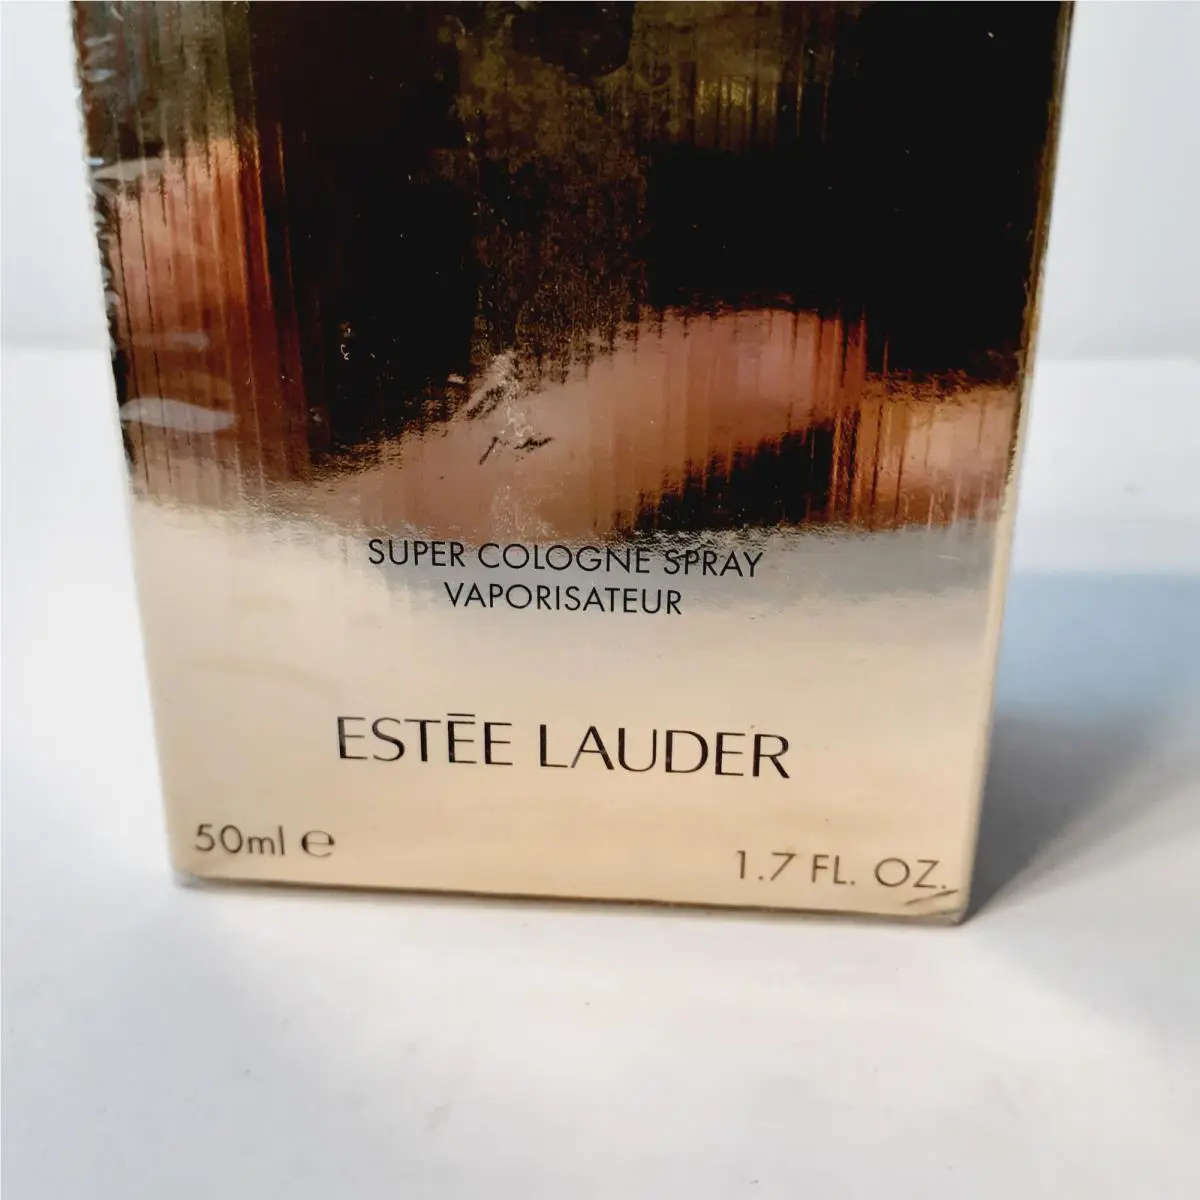 SUPER COLOGNE SPRAY
VAPORISATEUR
ESTĒE LAUDER
50ml ℮
1.7 FL. OZ.